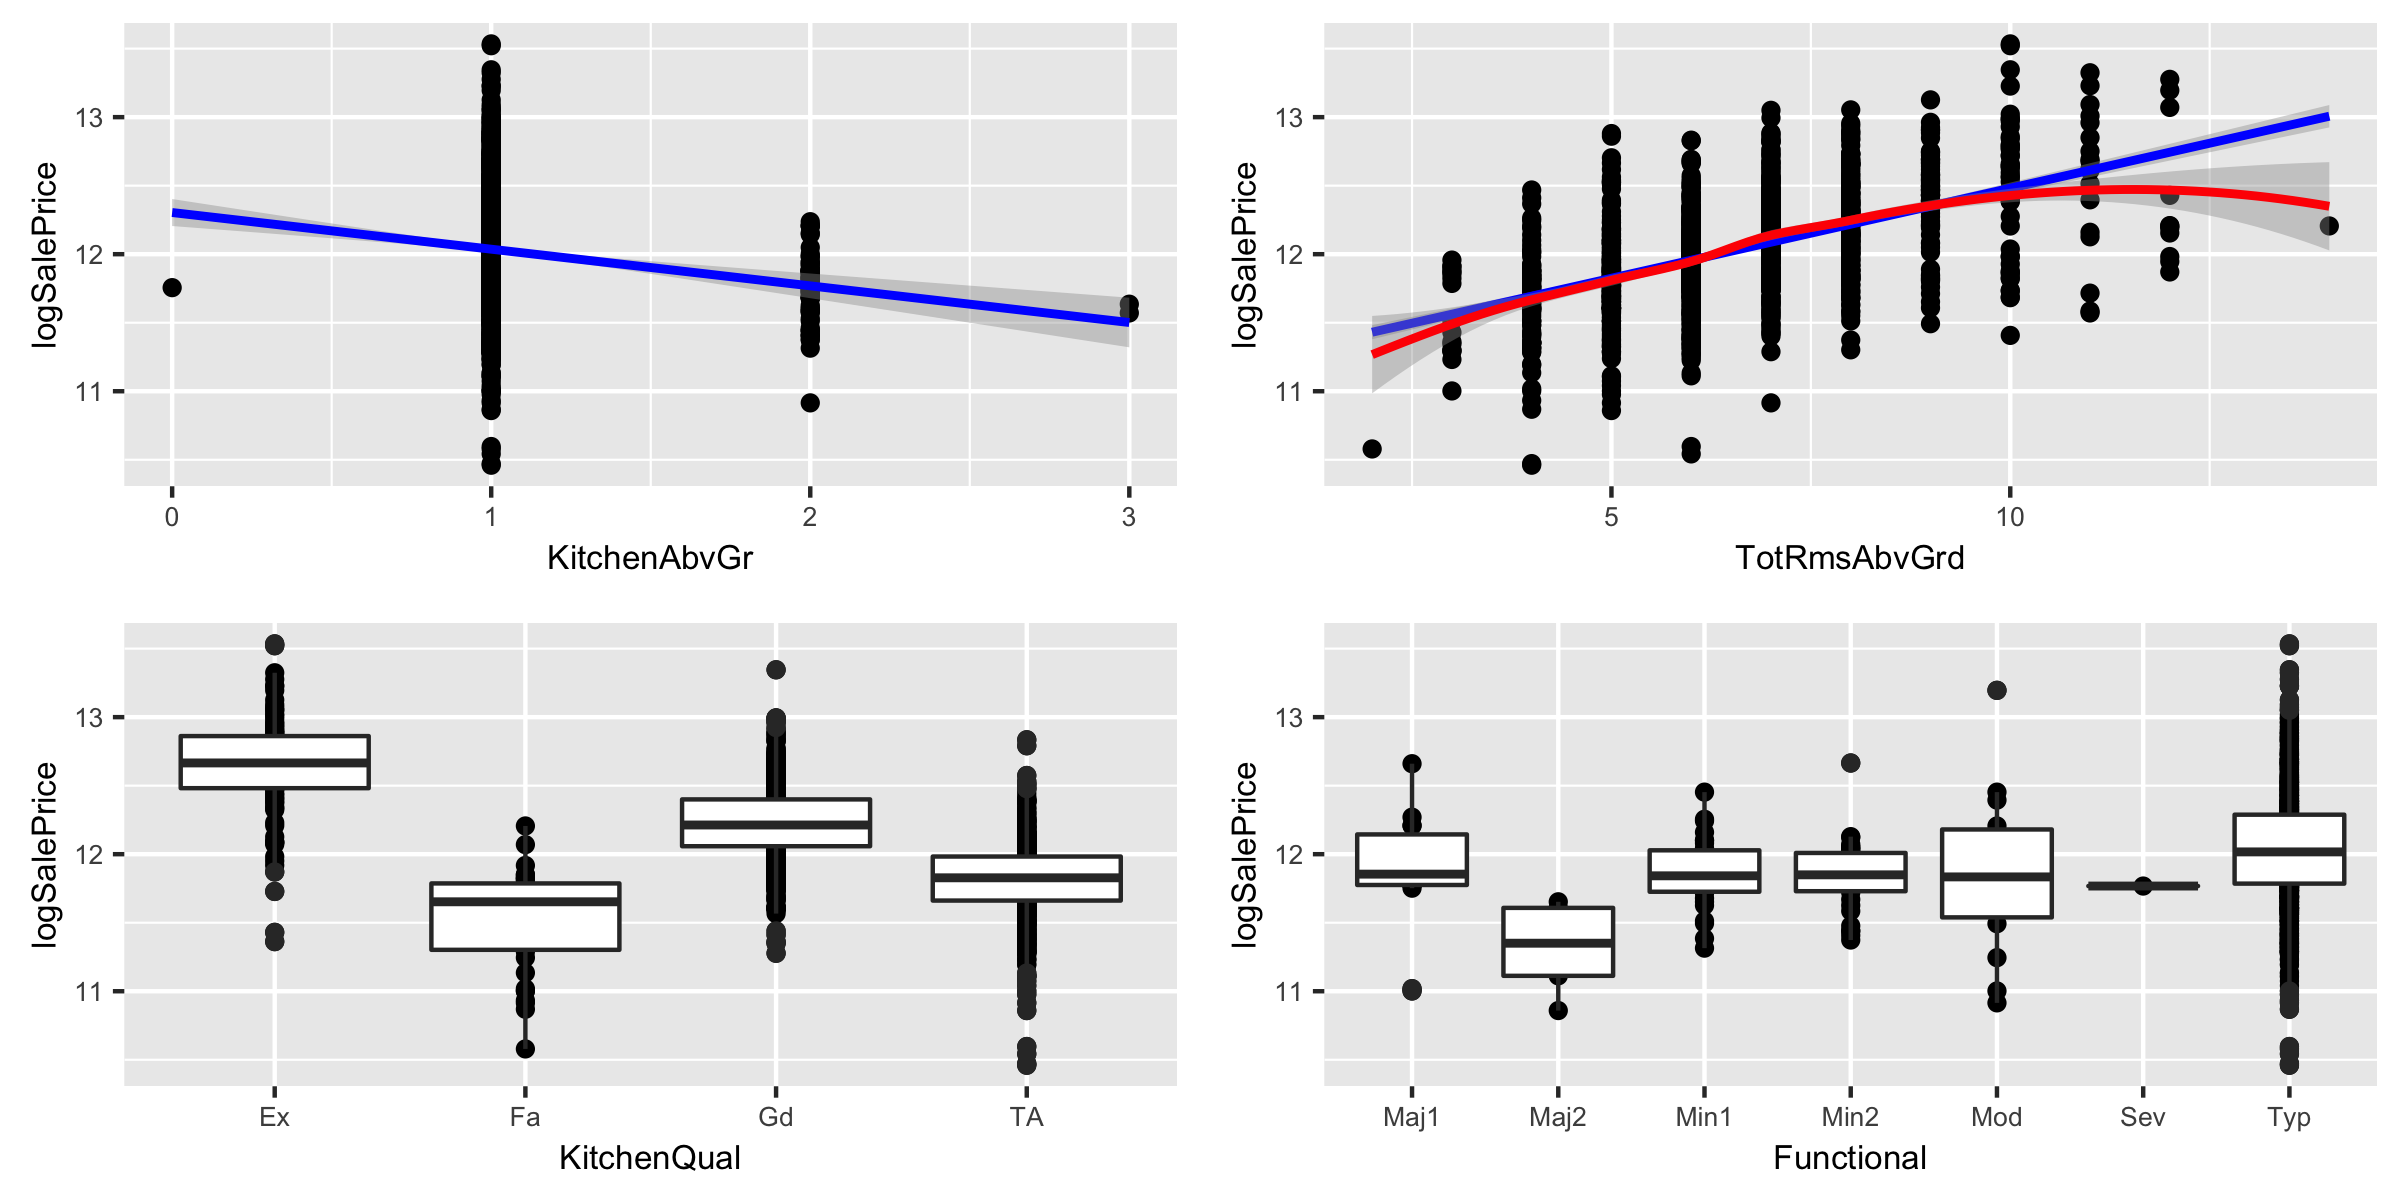 logSalePrice
13
12
11
0 1 2 3
KitchenAbvGr
logSalePrice
13
12
11
5 10
TotRmsAbvGrd
logSalePrice
13
12
11
Ex Fa Gd TA
KitchenQual
logSalePrice
13
12
11
Maj1 Maj2 Min1 Min2 Mod Sev Typ
Functional